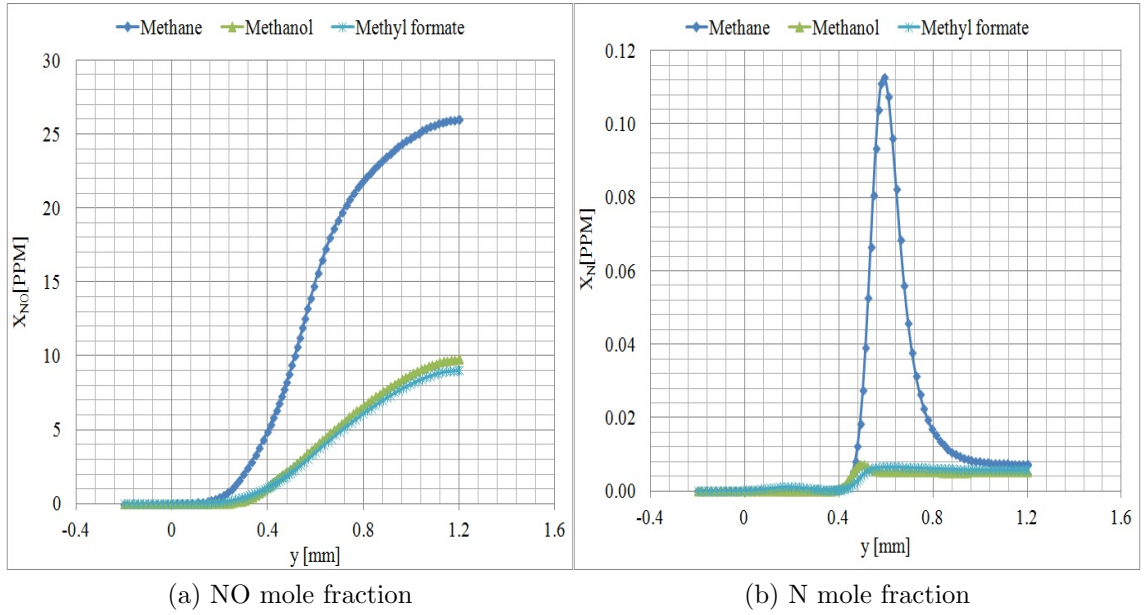 Methane Methanol Methyl formate
30
25
20
15
10
5
0
-0.4 0 0.4 0.8 1.2 1.6
X_NO[PPM]
y [mm]
(a) NO mole fraction
Methane Methanol Methyl formate
0.12
0.10
0.08
0.06
0.04
0.02
0.00
-0.4 0 0.4 0.8 1.2 1.6
X_N[PPM]
y [mm]
(b) N mole fraction